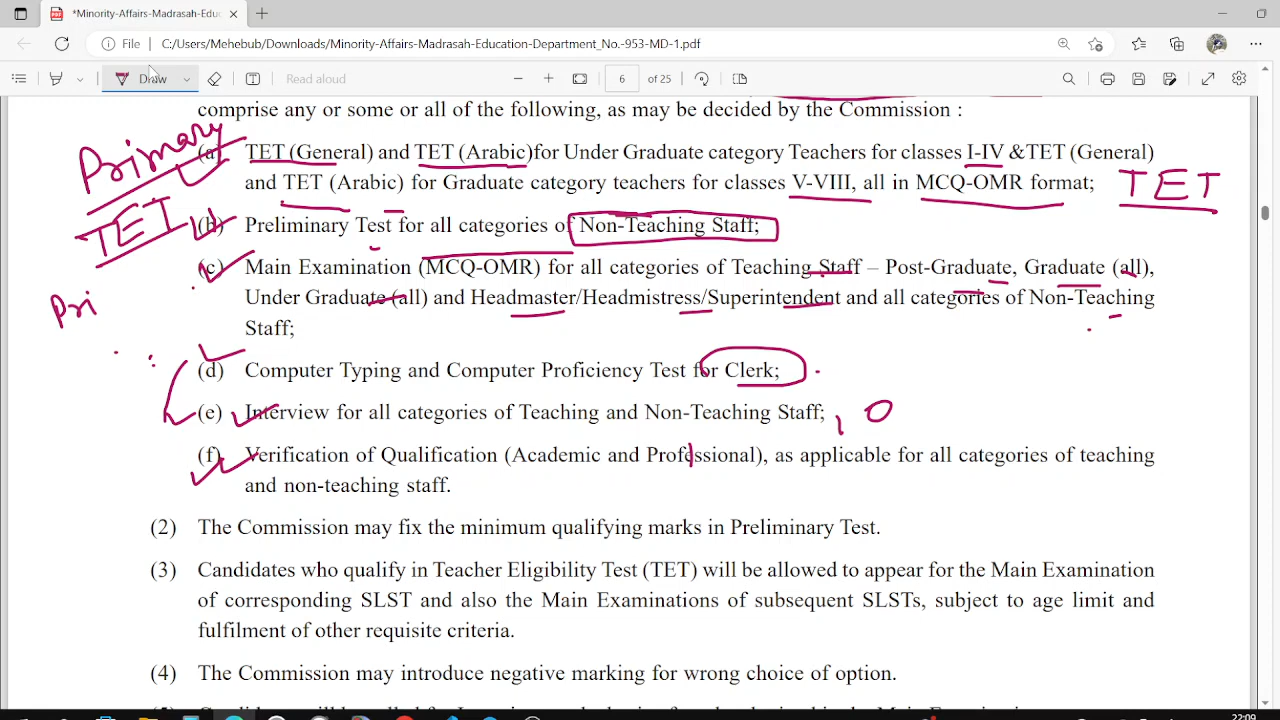 *Minority-Affairs-Madrasah-Edu
File
C:/Users/Mehebub/Downloads/Minority-Affairs-Madrasah-Education-Department_No.-953-MD-1.pdf
Draw
Read aloud
6 of 25
comprise any or some or all of the following, as may be decided by the Commission :
Primary
TET
Pri
(a) TET (General) and TET (Arabic)for Under Graduate category Teachers for classes I-IV &TET (General)
and TET (Arabic) for Graduate category teachers for classes V-VIII, all in MCQ-OMR format;
TET
(b) Preliminary Test for all categories of Non-Teaching Staff;
(c) Main Examination (MCQ-OMR) for all categories of Teaching Staff – Post-Graduate, Graduate (all),
Under Graduate (all) and Headmaster/Headmistress/Superintendent and all categories of Non-Teaching
Staff;
(d) Computer Typing and Computer Proficiency Test for Clerk;
(e) Interview for all categories of Teaching and Non-Teaching Staff;
(f) Verification of Qualification (Academic and Professional), as applicable for all categories of teaching
and non-teaching staff.
(2) The Commission may fix the minimum qualifying marks in Preliminary Test.
(3) Candidates who qualify in Teacher Eligibility Test (TET) will be allowed to appear for the Main Examination
of corresponding SLST and also the Main Examinations of subsequent SLSTs, subject to age limit and
fulfilment of other requisite criteria.
(4) The Commission may introduce negative marking for wrong choice of option.
22:09